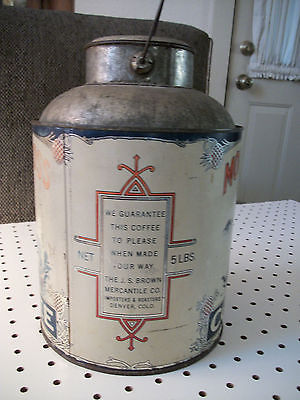 WE GUARANTEE
THIS COFFEE
TO PLEASE
WHEN MADE
OUR WAY.
NET 5 LBS
THE J.S. BROWN
MERCANTILE CO.
IMPORTERS & ROASTERS
DENVER, COLO.